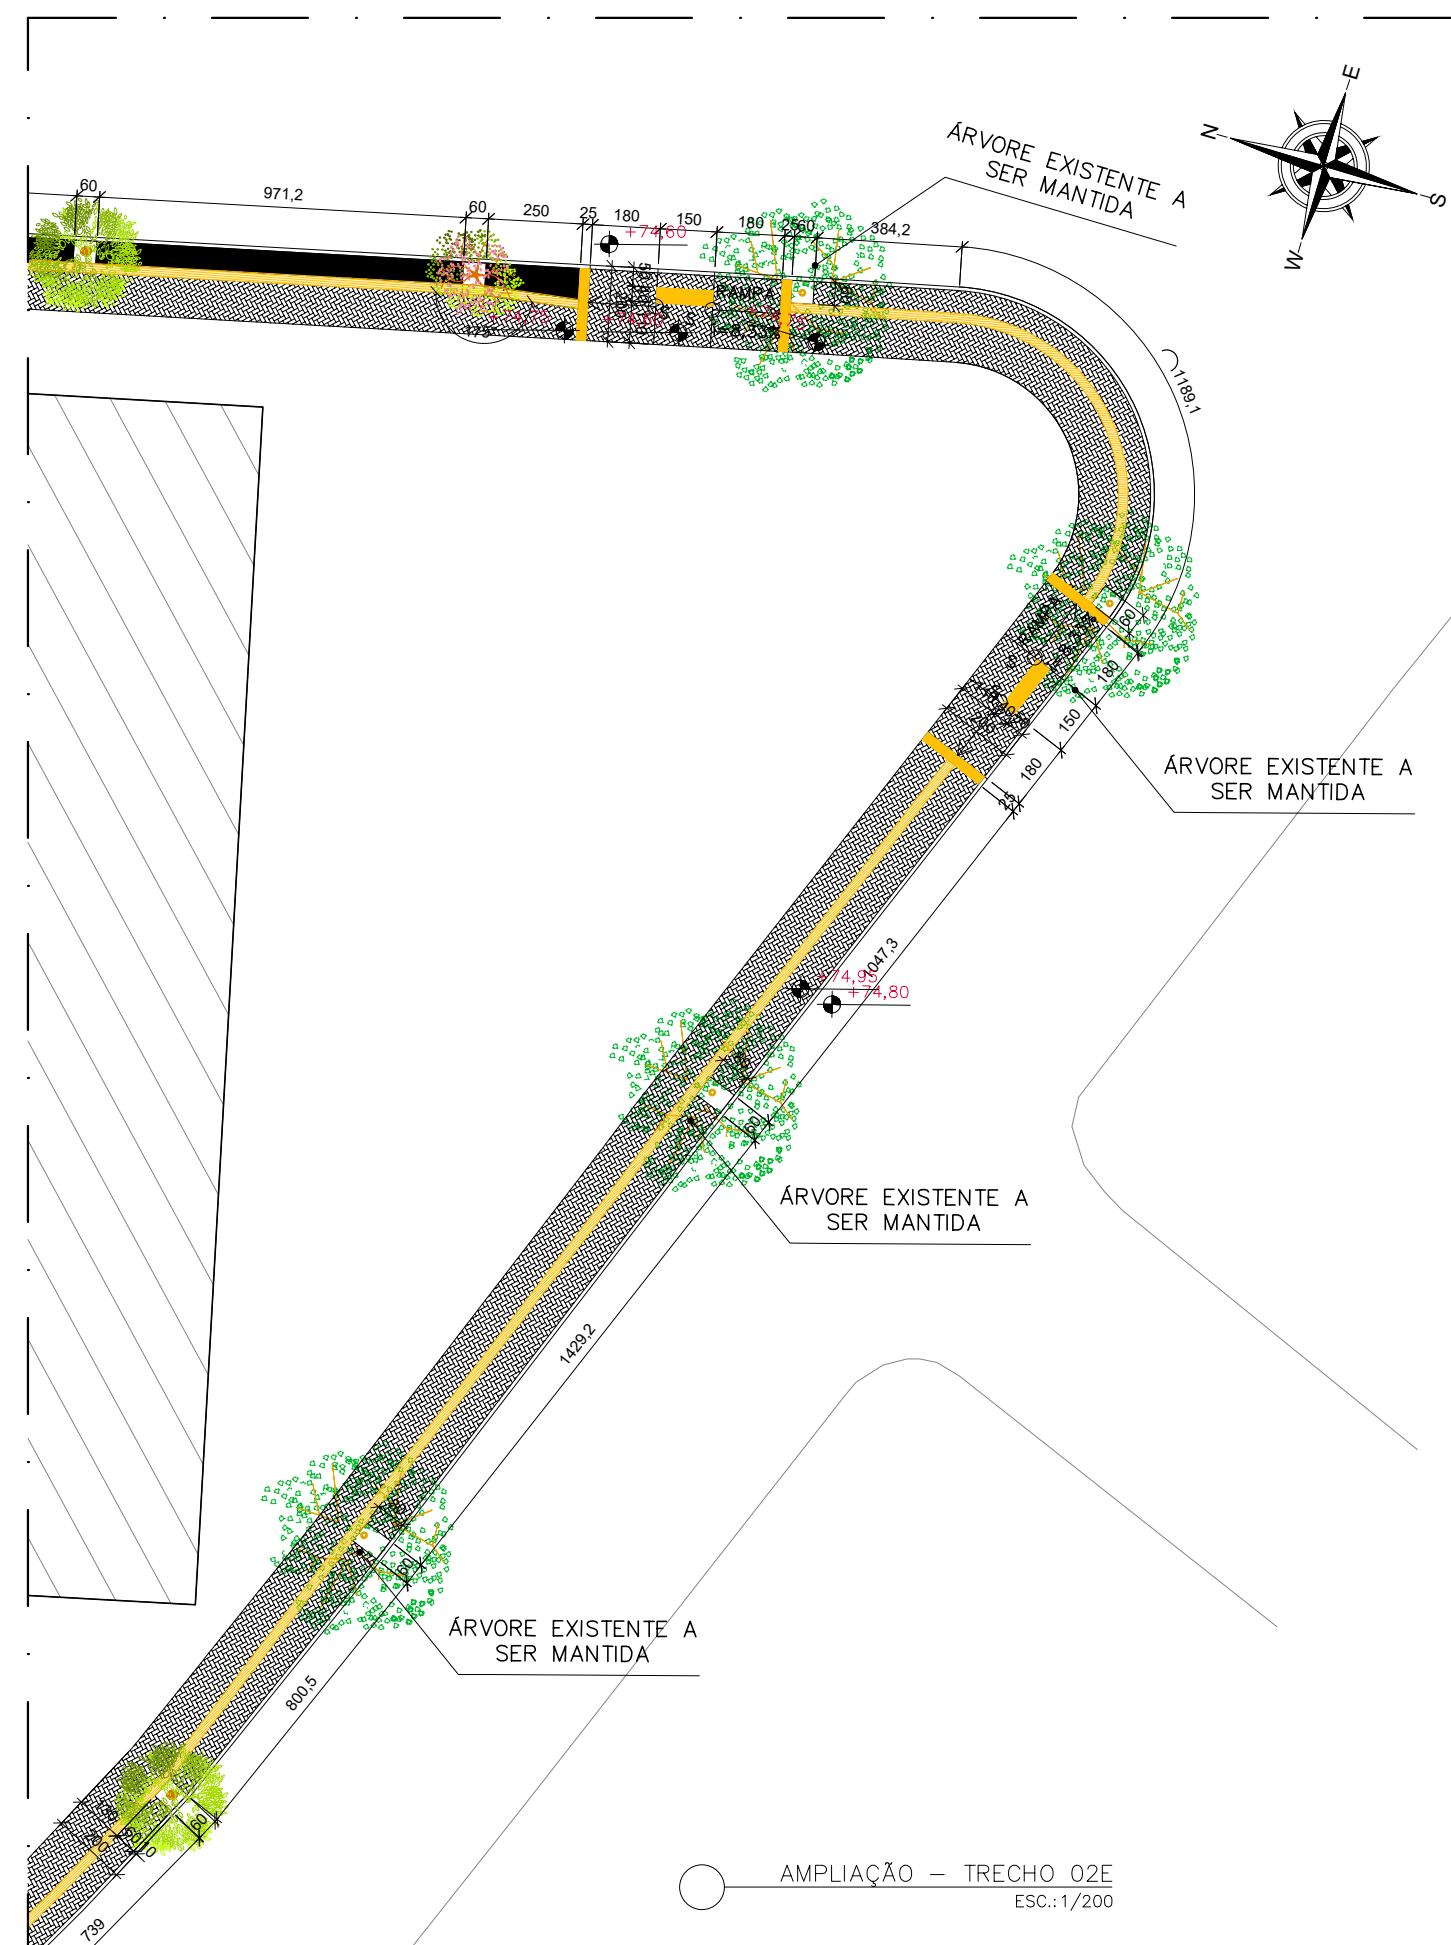 E
N
S
W
ÁRVORE EXISTENTE A
SER MANTIDA
60
971,2
60
250
25
180
150
180
25
60
384,2
+74,60
RAMPA
S
175°
1189,1
60
180
150
180
25
ÁRVORE EXISTENTE A
SER MANTIDA
1047,3
+74,95
+74,80
60
ÁRVORE EXISTENTE A
SER MANTIDA
1429,2
60
ÁRVORE EXISTENTE A
SER MANTIDA
800,5
60
739
AMPLIAÇÃO – TRECHO 02E
ESC.:1/200